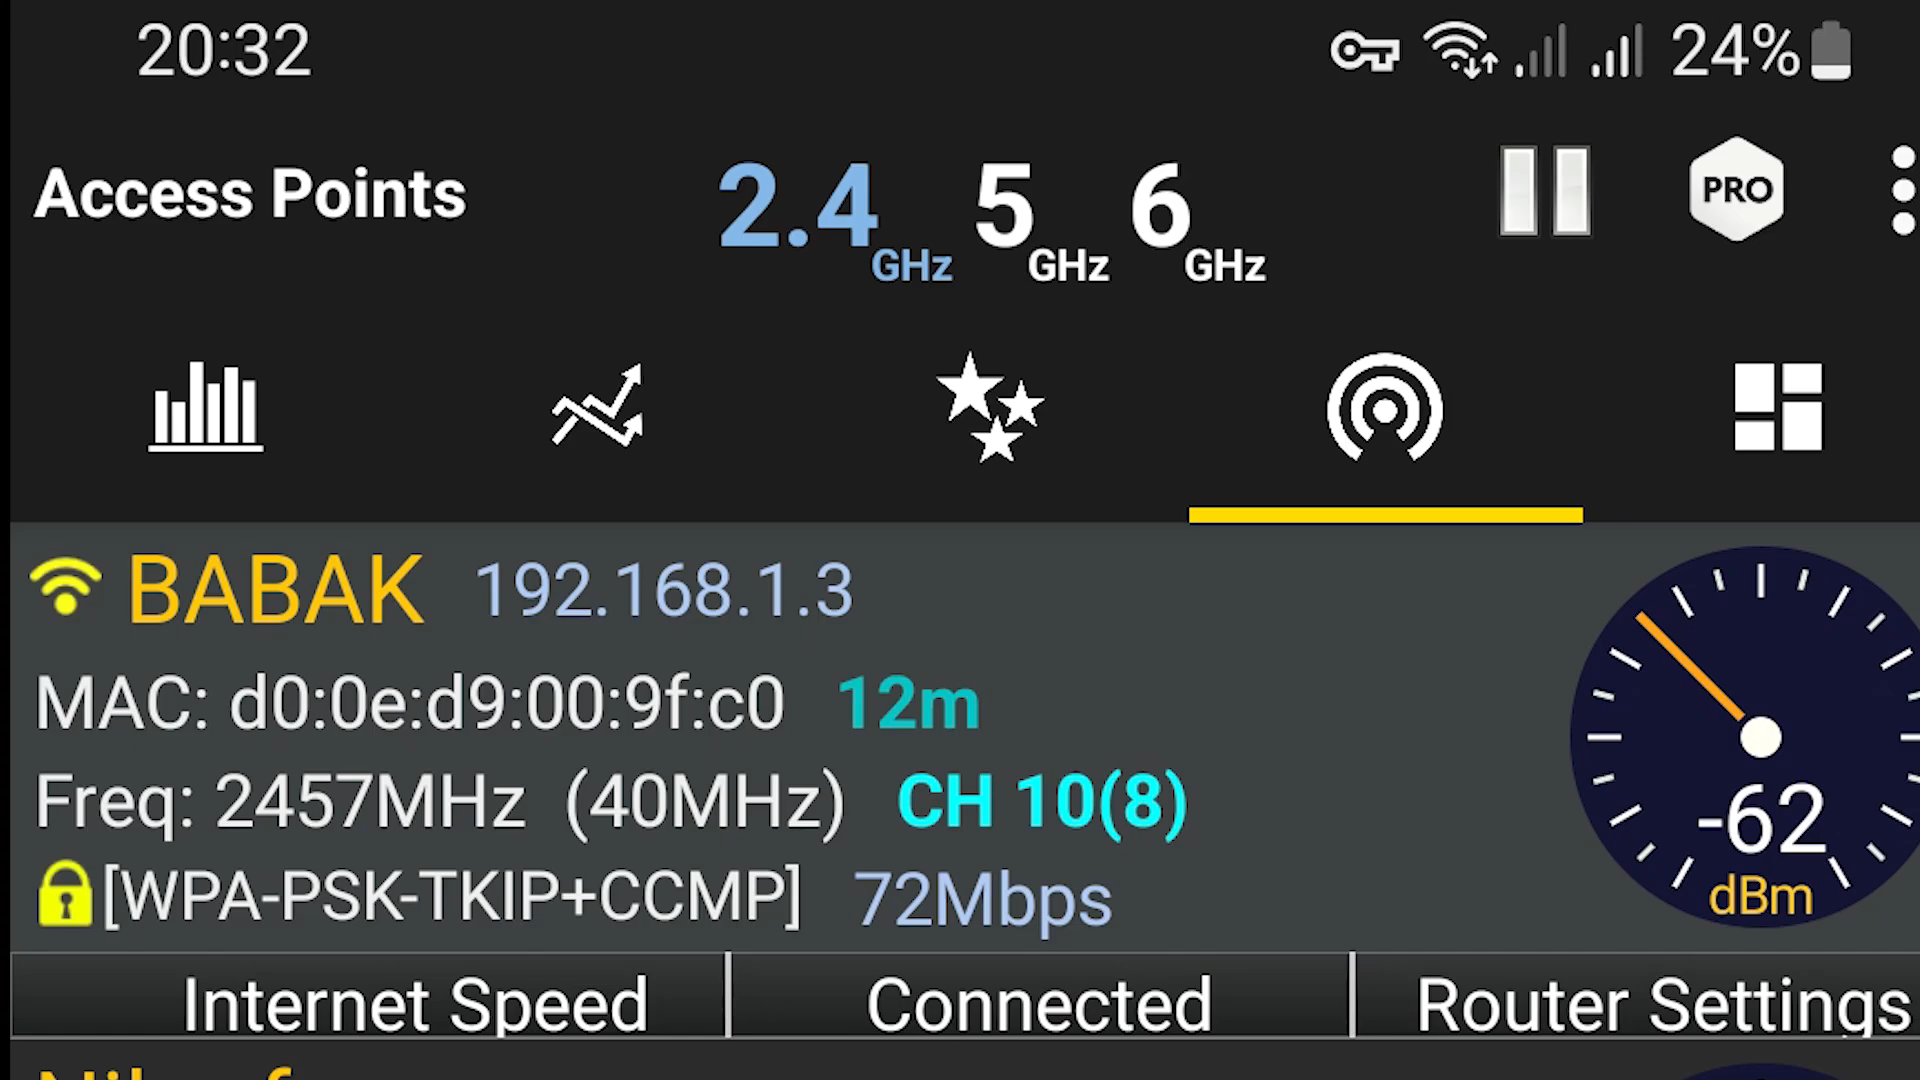 20:32 24%
Access Points 2.4 GHz 5 GHz 6 GHz PRO
BABAK 192.168.1.3
MAC: d0:0e:d9:00:9f:c0 12m
Freq: 2457MHz (40MHz) CH 10(8)
-62
[WPA-PSK-TKIP+CCMP] 72Mbps
dBm
Internet Speed Connected Router Settings